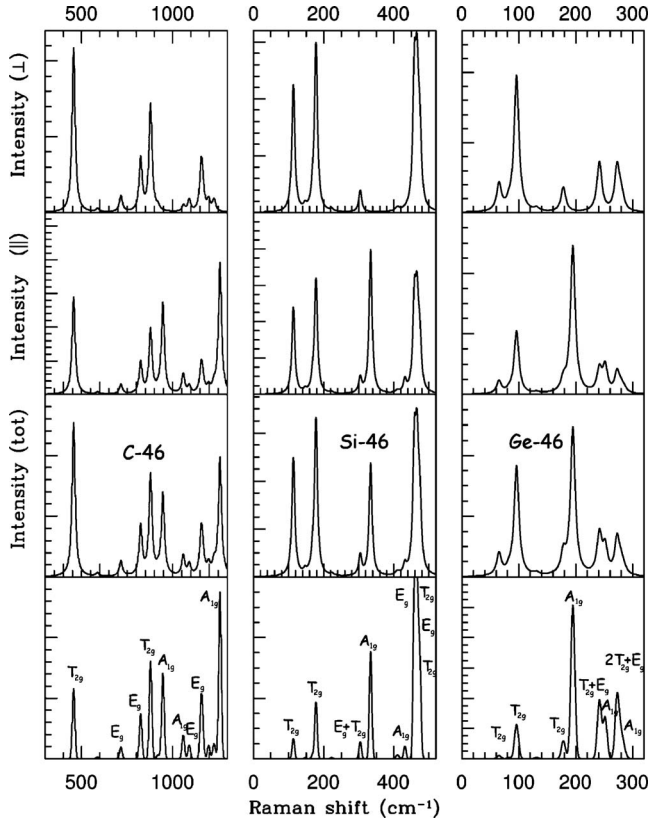 500 1000 0 200 400 0 100 200 300
Intensity (⊥)
Intensity (||)
Intensity (tot)
C-46 Si-46 Ge-46
A1g
Eg T2g
A1g
T2g
A1g
Eg
2T2g+Eg
T2g
A1g
Eg
T2g
T2g+Eg
A1g
Eg
A1g
T2g
Eg+T2g
T2g
T2g
Eg
Eg
T2g
A1g
T2g
A1g
500 1000 0 200 400 0 100 200 300
Raman shift (cm⁻¹)